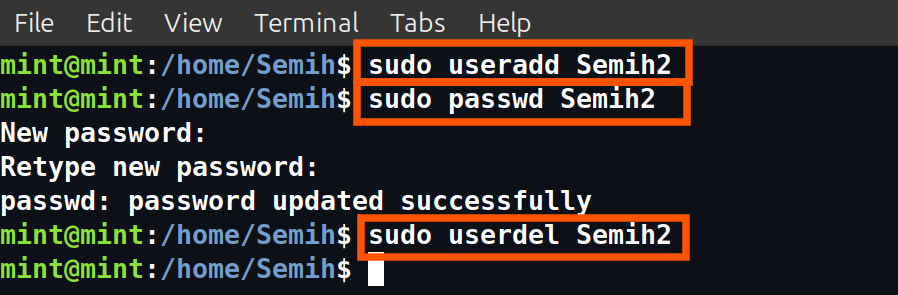 File Edit View Terminal Tabs Help
mint@mint:/home/Semih$ sudo useradd Semih2
mint@mint:/home/Semih$ sudo passwd Semih2
New password:
Retype new password:
passwd: password updated successfully
mint@mint:/home/Semih$ sudo userdel Semih2
mint@mint:/home/Semih$